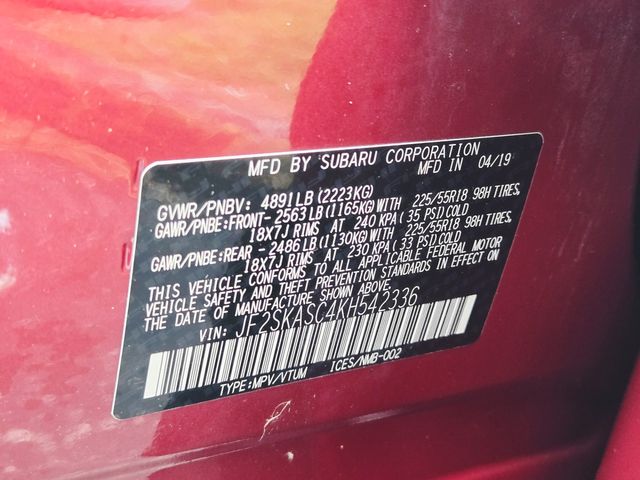 MFD BY SUBARU CORPORATION
MFD IN 04/19
GVWR/PNBV: 4891LB(2223KG)
GAWR/PNBE:FRONT-2563LB(1165KG)WITH 225/55R18 98H TIRES,
18X7J RIMS AT 240 KPA(35 PSI)COLD
GAWR/PNBE:REAR -2486LB(1130KG)WITH 225/55R18 98H TIRES,
18X7J RIMS AT 230 KPA(33 PSI)COLD
THIS VEHICLE CONFORMS TO ALL APPLICABLE FEDERAL MOTOR
VEHICLE SAFETY AND THEFT PREVENTION STANDARDS IN EFFECT ON
THE DATE OF MANUFACTURE SHOWN ABOVE.
VIN: JF2SKASC4KH542336
TYPE:MPV/VTUM ICES/NMB-002